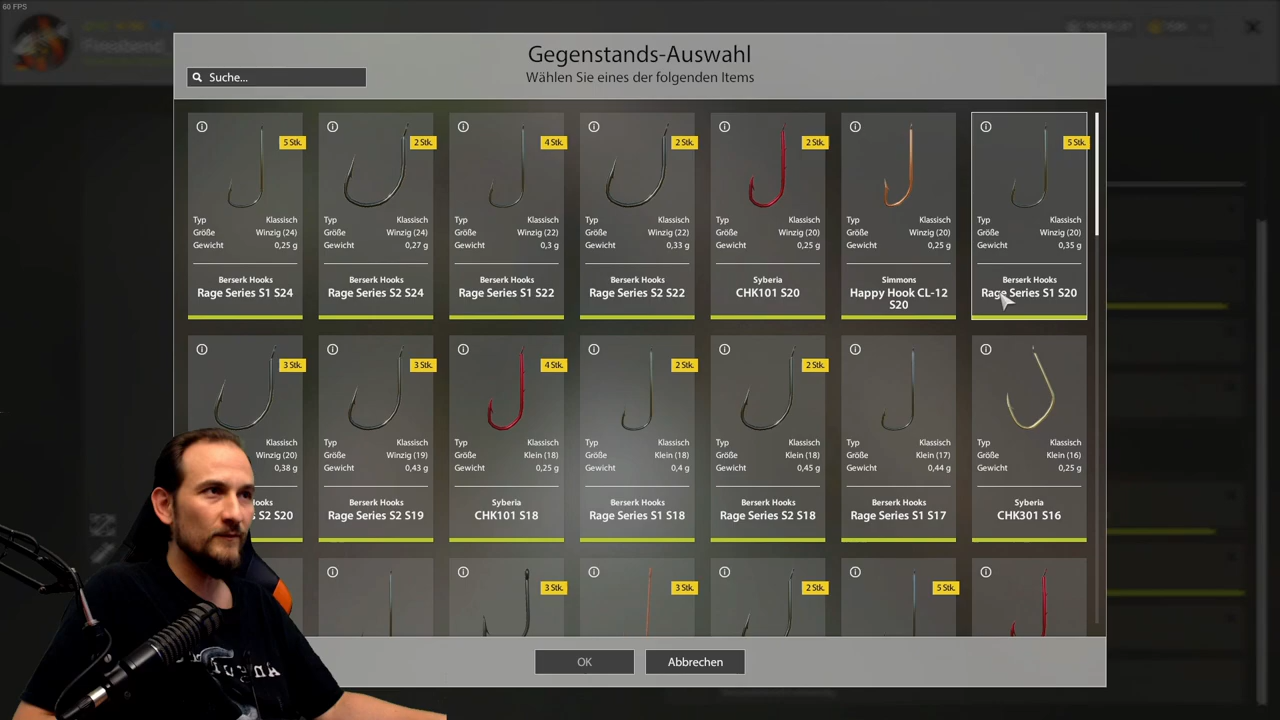 60 FPS
Gegenstands-Auswahl
Wählen Sie eines der folgenden Items
Suche...
5 Stk.
Typ Klassisch
Größe Winzig (24)
Gewicht 0,25 g
Berserk Hooks
Rage Series S1 S24
2 Stk.
Typ Klassisch
Größe Winzig (24)
Gewicht 0,27 g
Berserk Hooks
Rage Series S2 S24
4 Stk.
Typ Klassisch
Größe Winzig (22)
Gewicht 0,3 g
Berserk Hooks
Rage Series S1 S22
2 Stk.
Typ Klassisch
Größe Winzig (22)
Gewicht 0,33 g
Berserk Hooks
Rage Series S2 S22
2 Stk.
Typ Klassisch
Größe Winzig (20)
Gewicht 0,25 g
Syberia
CHK101 S20
Typ Klassisch
Größe Winzig (20)
Gewicht 0,25 g
Simmons
Happy Hook CL-12
S20
5 Stk.
Typ Klassisch
Größe Winzig (20)
Gewicht 0,35 g
Berserk Hooks
Rage Series S1 S20
3 Stk.
Klassisch
Winzig (20)
0,38 g
Hooks
S2 S20
3 Stk.
Typ Klassisch
Größe Winzig (19)
Gewicht 0,43 g
Berserk Hooks
Rage Series S2 S19
4 Stk.
Typ Klassisch
Größe Klein (18)
Gewicht 0,25 g
Syberia
CHK101 S18
2 Stk.
Typ Klassisch
Größe Klein (18)
Gewicht 0,4 g
Berserk Hooks
Rage Series S1 S18
2 Stk.
Typ Klassisch
Größe Klein (18)
Gewicht 0,45 g
Berserk Hooks
Rage Series S2 S18
Typ Klassisch
Größe Klein (17)
Gewicht 0,44 g
Berserk Hooks
Rage Series S1 S17
Typ Klassisch
Größe Klein (16)
Gewicht 0,25 g
Syberia
CHK301 S16
3 Stk.
3 Stk.
2 Stk.
5 Stk.
OK
Abbrechen